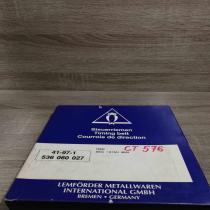 Steuerriemen
Timing belt
Courroie de direction
41-97-1
536 060 027
CT 576
LEMFÖRDER METALLWAREN
INTERNATIONAL GMBH
BREMEN · GERMANY